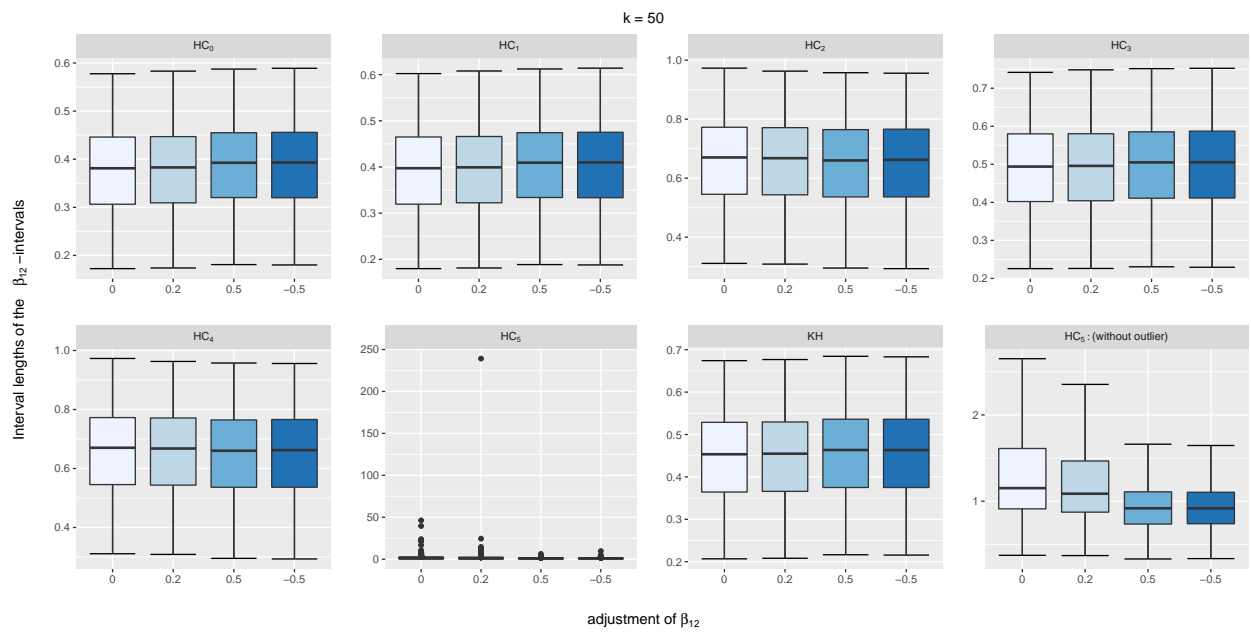 k = 50
HC₀
HC₁
HC₂
HC₃
0.6
0.5
0.4
0.3
0.2
0.6
0.5
0.4
0.3
0.2
1.0
0.8
0.6
0.4
0.7
0.6
0.5
0.4
0.3
0.2
0 0.2 0.5 −0.5
0 0.2 0.5 −0.5
0 0.2 0.5 −0.5
0 0.2 0.5 −0.5
Interval lengths of the β₁₂ −intervals
HC₄
HC₅
KH
HC₅ : (without outlier)
1.0
0.8
0.6
0.4
250
200
150
100
50
25
0
0.7
0.6
0.5
0.4
0.3
0.2
2
1
0 0.2 0.5 −0.5
0 0.2 0.5 −0.5
0 0.2 0.5 −0.5
0 0.2 0.5 −0.5
adjustment of β₁₂